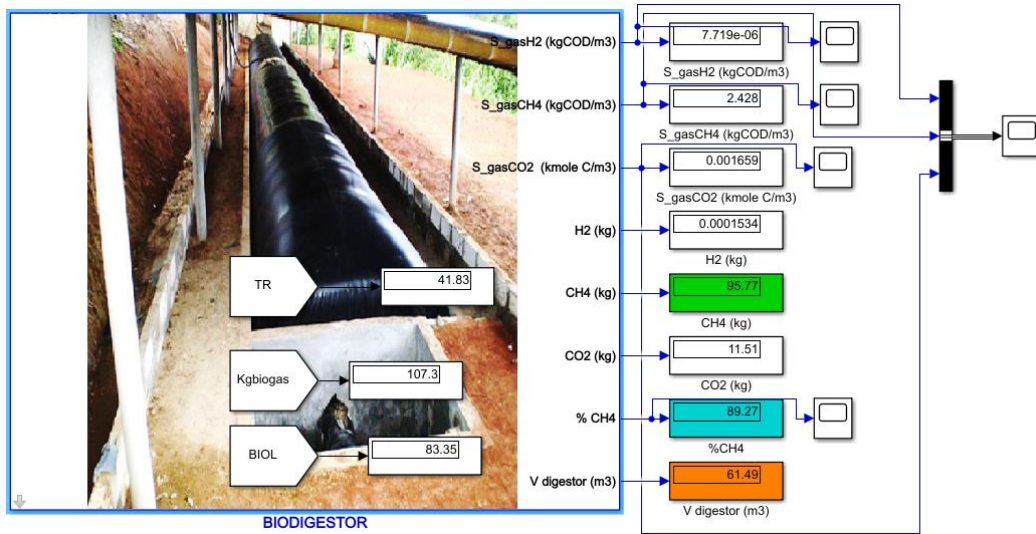 S_gasH2 (kgCOD/m3)
7.719e-06
S_gasH2 (kgCOD/m3)
S_gasCH4 (kgCOD/m3)
2.428
S_gasCH4 (kgCOD/m3)
S_gasCO2 (kmole C/m3)
0.001659
S_gasCO2 (kmole C/m3)
H2 (kg)
0.0001534
H2 (kg)
TR
41.83
CH4 (kg)
95.77
CH4 (kg)
Kgbiogas
107.3
CO2 (kg)
11.51
CO2 (kg)
% CH4
89.27
%CH4
BIOL
83.35
V digestor (m3)
61.49
V digestor (m3)
BIODIGESTOR